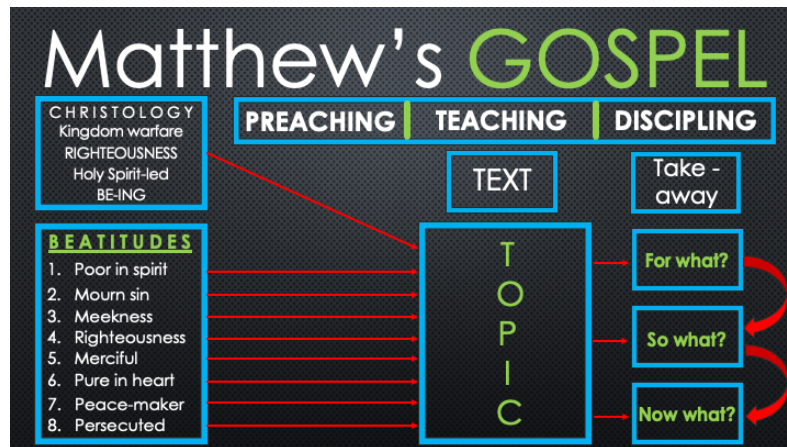 Matthew's GOSPEL
CHRISTOLOGY
Kingdom warfare
RIGHTEOUSNESS
Holy Spirit-led
BE-ING
PREACHING TEACHING DISCIPLING
TEXT
Take -
away
BEATITUDES
1. Poor in spirit
2. Mourn sin
3. Meekness
4. Righteousness
5. Merciful
6. Pure in heart
7. Peace-maker
8. Persecuted
T
O
P
I
C
For what?
So what?
Now what?